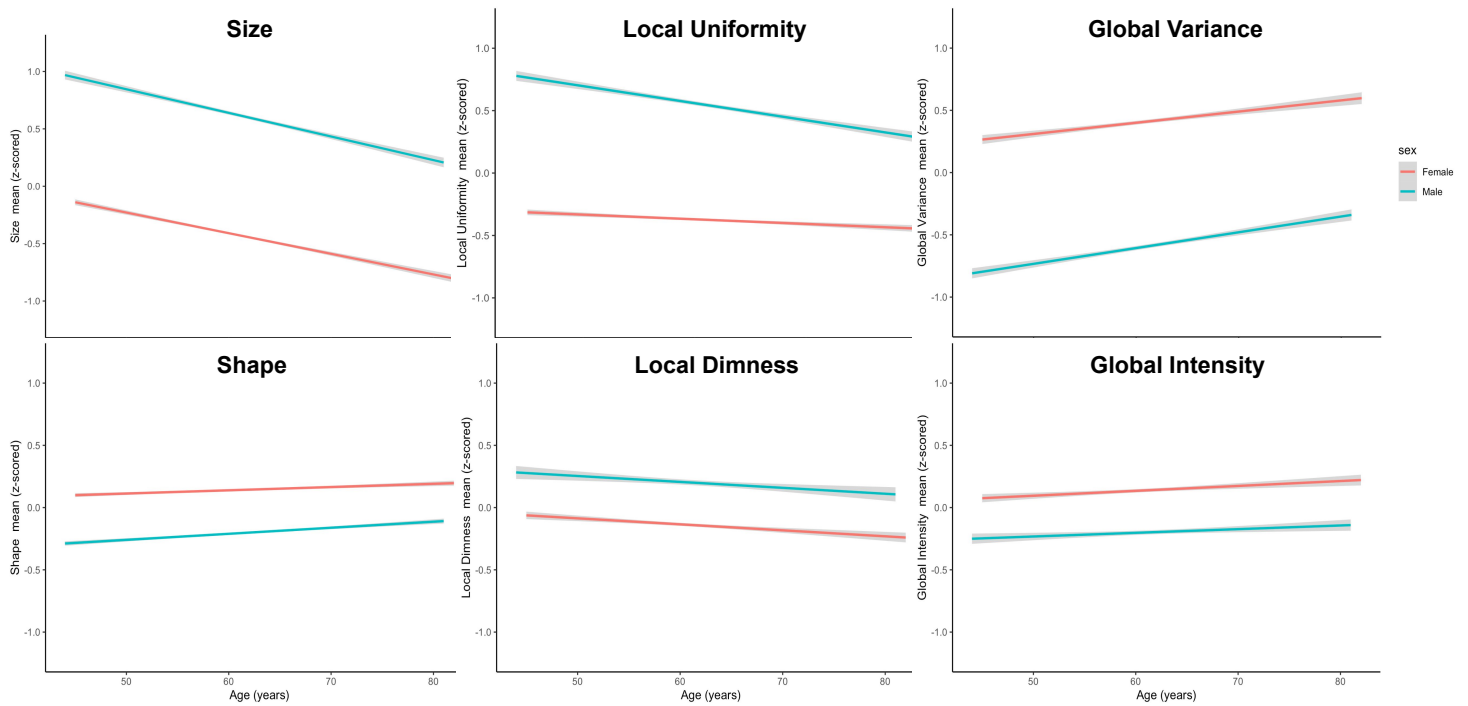 Size
Local Uniformity
Global Variance
Size mean (z-scored)
1.0
0.5
0.0
-0.5
-1.0
Local Uniformity mean (z-scored)
1.0
0.5
0.0
-0.5
-1.0
Global Variance mean (z-scored)
1.0
0.5
0.0
-0.5
-1.0
sex
Female
Male
Shape
Local Dimness
Global Intensity
Shape mean (z-scored)
1.0
0.5
0.0
-0.5
-1.0
Local Dimness mean (z-scored)
1.0
0.5
0.0
-0.5
-1.0
Global Intensity mean (z-scored)
1.0
0.5
0.0
-0.5
-1.0
50 60 70 80
Age (years)
50 60 70 80
Age (years)
50 60 70 80
Age (years)